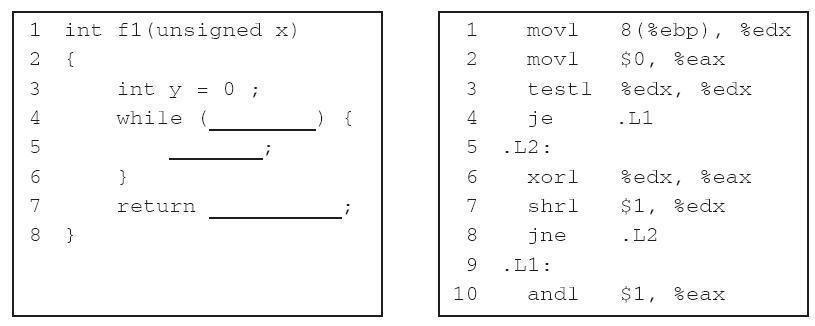 1 int f1(unsigned x)
2 {
3 int y = 0 ;
4 while (__________) {
5 _________;
6 }
7 return _____________;
8 }
1 movl 8(%ebp), %edx
2 movl $0, %eax
3 testl %edx, %edx
4 je .L1
5 .L2:
6 xorl %edx, %eax
7 shrl $1, %edx
8 jne .L2
9 .L1:
10 andl $1, %eax